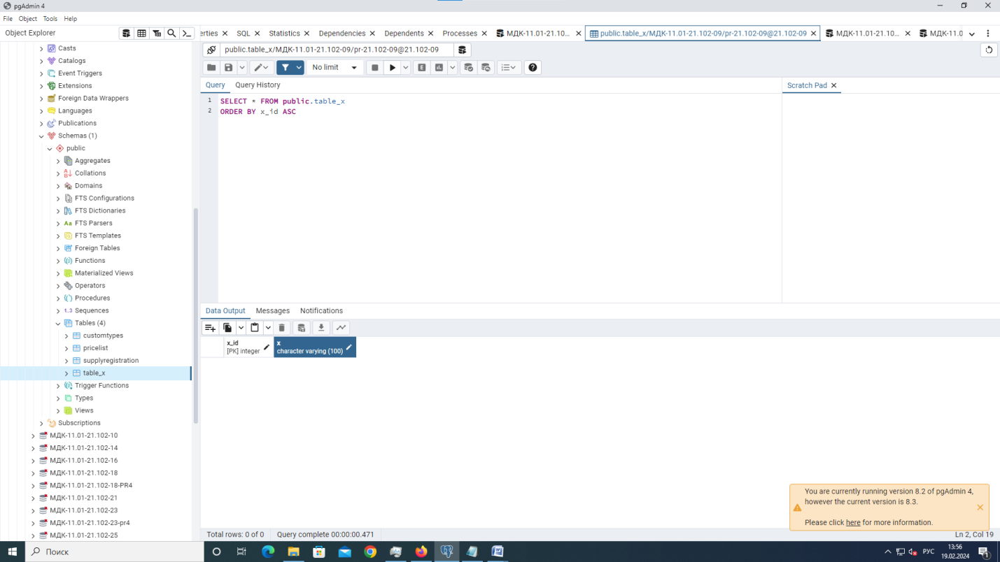 pgAdmin 4
File Object Tools Help
Object Explorer
erties SQL Statistics Dependencies Dependents Processes МДК-11.01-21.10... public.table_x/МДК-11.01-21.102-09/pr-21.102-09@21.102-09 МДК-11.01-21.10... МДК-11.0
public.table_x/МДК-11.01-21.102-09/pr-21.102-09@21.102-09
No limit
E
Query Query History
Scratch Pad
1 SELECT * FROM public.table_x
2 ORDER BY x_id ASC
Casts
Catalogs
Event Triggers
Extensions
Foreign Data Wrappers
Languages
Publications
Schemas (1)
public
Aggregates
Collations
Domains
FTS Configurations
FTS Dictionaries
Aa FTS Parsers
FTS Templates
Foreign Tables
Functions
Materialized Views
Operators
Procedures
1..3 Sequences
Tables (4)
customtypes
pricelist
supplyregistration
table_x
Trigger Functions
Types
Views
Subscriptions
МДК-11.01-21.102-10
МДК-11.01-21.102-14
МДК-11.01-21.102-16
МДК-11.01-21.102-18
МДК-11.01-21.102-18-PR4
МДК-11.01-21.102-21
МДК-11.01-21.102-23
МДК-11.01-21.102-23-pr4
МДК-11.01-21.102-25
Data Output Messages Notifications
x_id
[PK] integer
x
character varying (100)
You are currently running version 8.2 of pgAdmin 4,
however the current version is 8.3.
Please click here for more information.
Total rows: 0 of 0 Query complete 00:00:00.471
Ln 2, Col 19
Поиск
РУС
13:56
19.02.2024
1